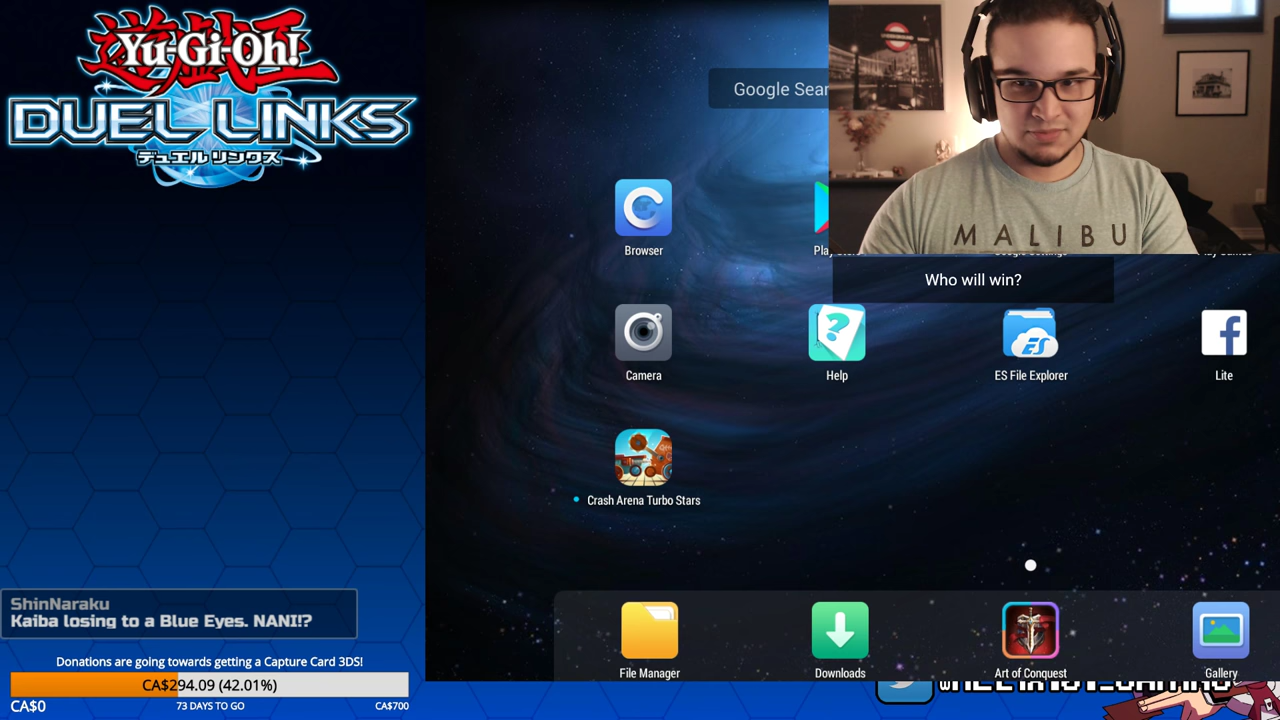 遊戯王
Yu-Gi-Oh!
DUEL LINKS
デュエル リンクス
Google Sear
MALIBU
Browser
Who will win?
Camera
Help
ES File Explorer
Lite
Crash Arena Turbo Stars
ShinNaraku
Kaiba losing to a Blue Eyes. NANI!?
Donations are going towards getting a Capture Card 3DS!
CA$294.09 (42.01%)
CA$0
73 DAYS TO GO
CA$700
File Manager
Downloads
Art of Conquest
Gallery